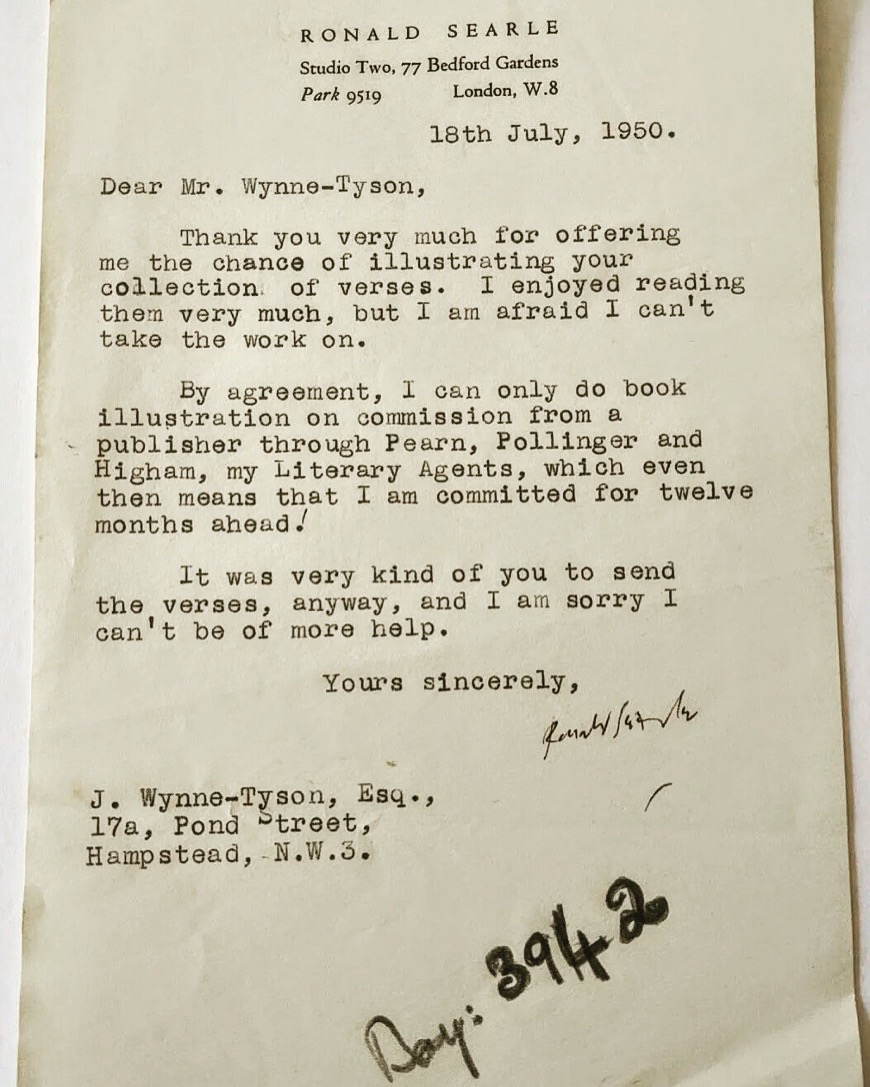 RONALD SEARLE
Studio Two, 77 Bedford Gardens
Park 9519 London, W.8
18th July, 1950.
Dear Mr. Wynne-Tyson,
Thank you very much for offering
me the chance of illustrating your
collection of verses. I enjoyed reading
them very much, but I am afraid I can't
take the work on.
By agreement, I can only do book
illustration on commission from a
publisher through Pearn, Pollinger and
Higham, my Literary Agents, which even
then means that I am committed for twelve
months ahead!
It was very kind of you to send
the verses, anyway, and I am sorry I
can't be of more help.
Yours sincerely,
Ronald Searle
J. Wynne-Tyson, Esq.,
17a, Pond Street,
Hampstead, N.W.3.
Bay: 3942